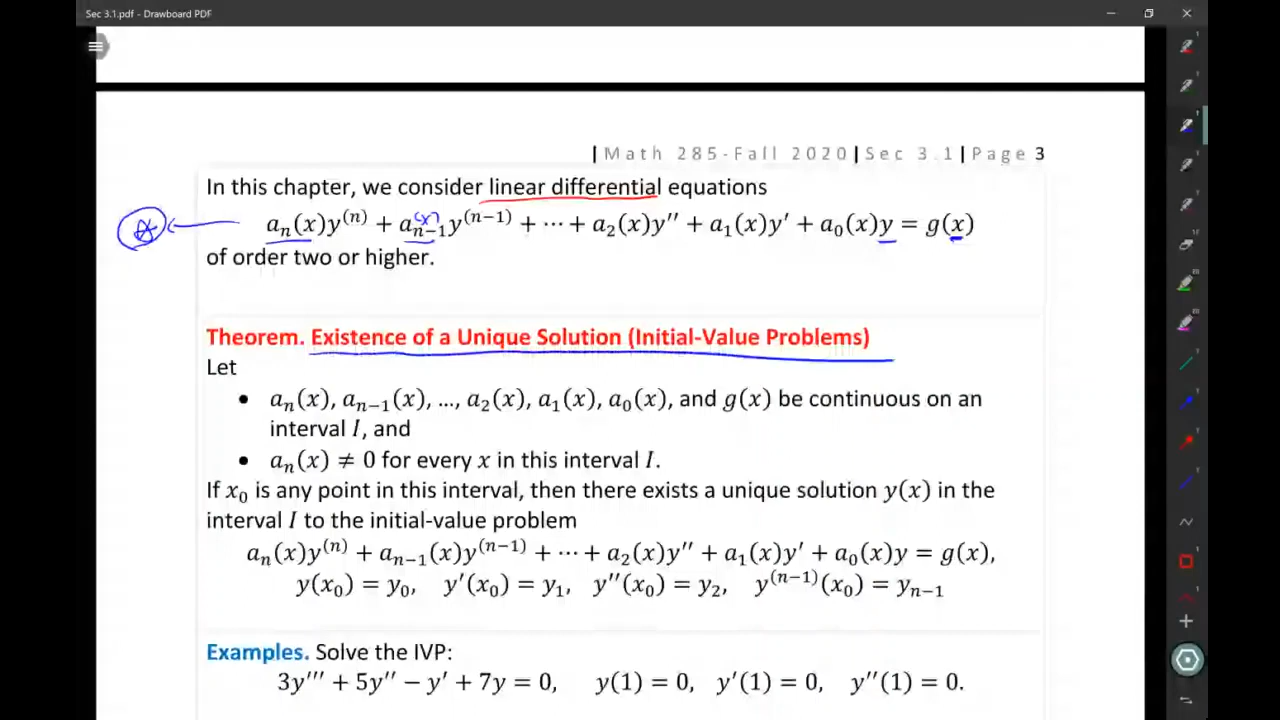 Sec 3.1.pdf - Drawboard PDF
|Math 285-Fall 2020|Sec 3.1|Page 3
In this chapter, we consider linear differential equations
aₙ(x)y⁽ⁿ⁾ + aₙ₋₁(x)y⁽ⁿ⁻¹⁾ + ⋯ + a₂(x)y′′ + a₁(x)y′ + a₀(x)y = g(x)
of order two or higher.
Theorem. Existence of a Unique Solution (Initial-Value Problems)
Let
• aₙ(x), aₙ₋₁(x), …, a₂(x), a₁(x), a₀(x), and g(x) be continuous on an
interval I, and
• aₙ(x) ≠ 0 for every x in this interval I.
If x₀ is any point in this interval, then there exists a unique solution y(x) in the
interval I to the initial-value problem
aₙ(x)y⁽ⁿ⁾ + aₙ₋₁(x)y⁽ⁿ⁻¹⁾ + ⋯ + a₂(x)y′′ + a₁(x)y′ + a₀(x)y = g(x),
y(x₀) = y₀, y′(x₀) = y₁, y′′(x₀) = y₂, y⁽ⁿ⁻¹⁾(x₀) = yₙ₋₁
Examples. Solve the IVP:
3y′′′ + 5y′′ − y′ + 7y = 0, y(1) = 0, y′(1) = 0, y′′(1) = 0.